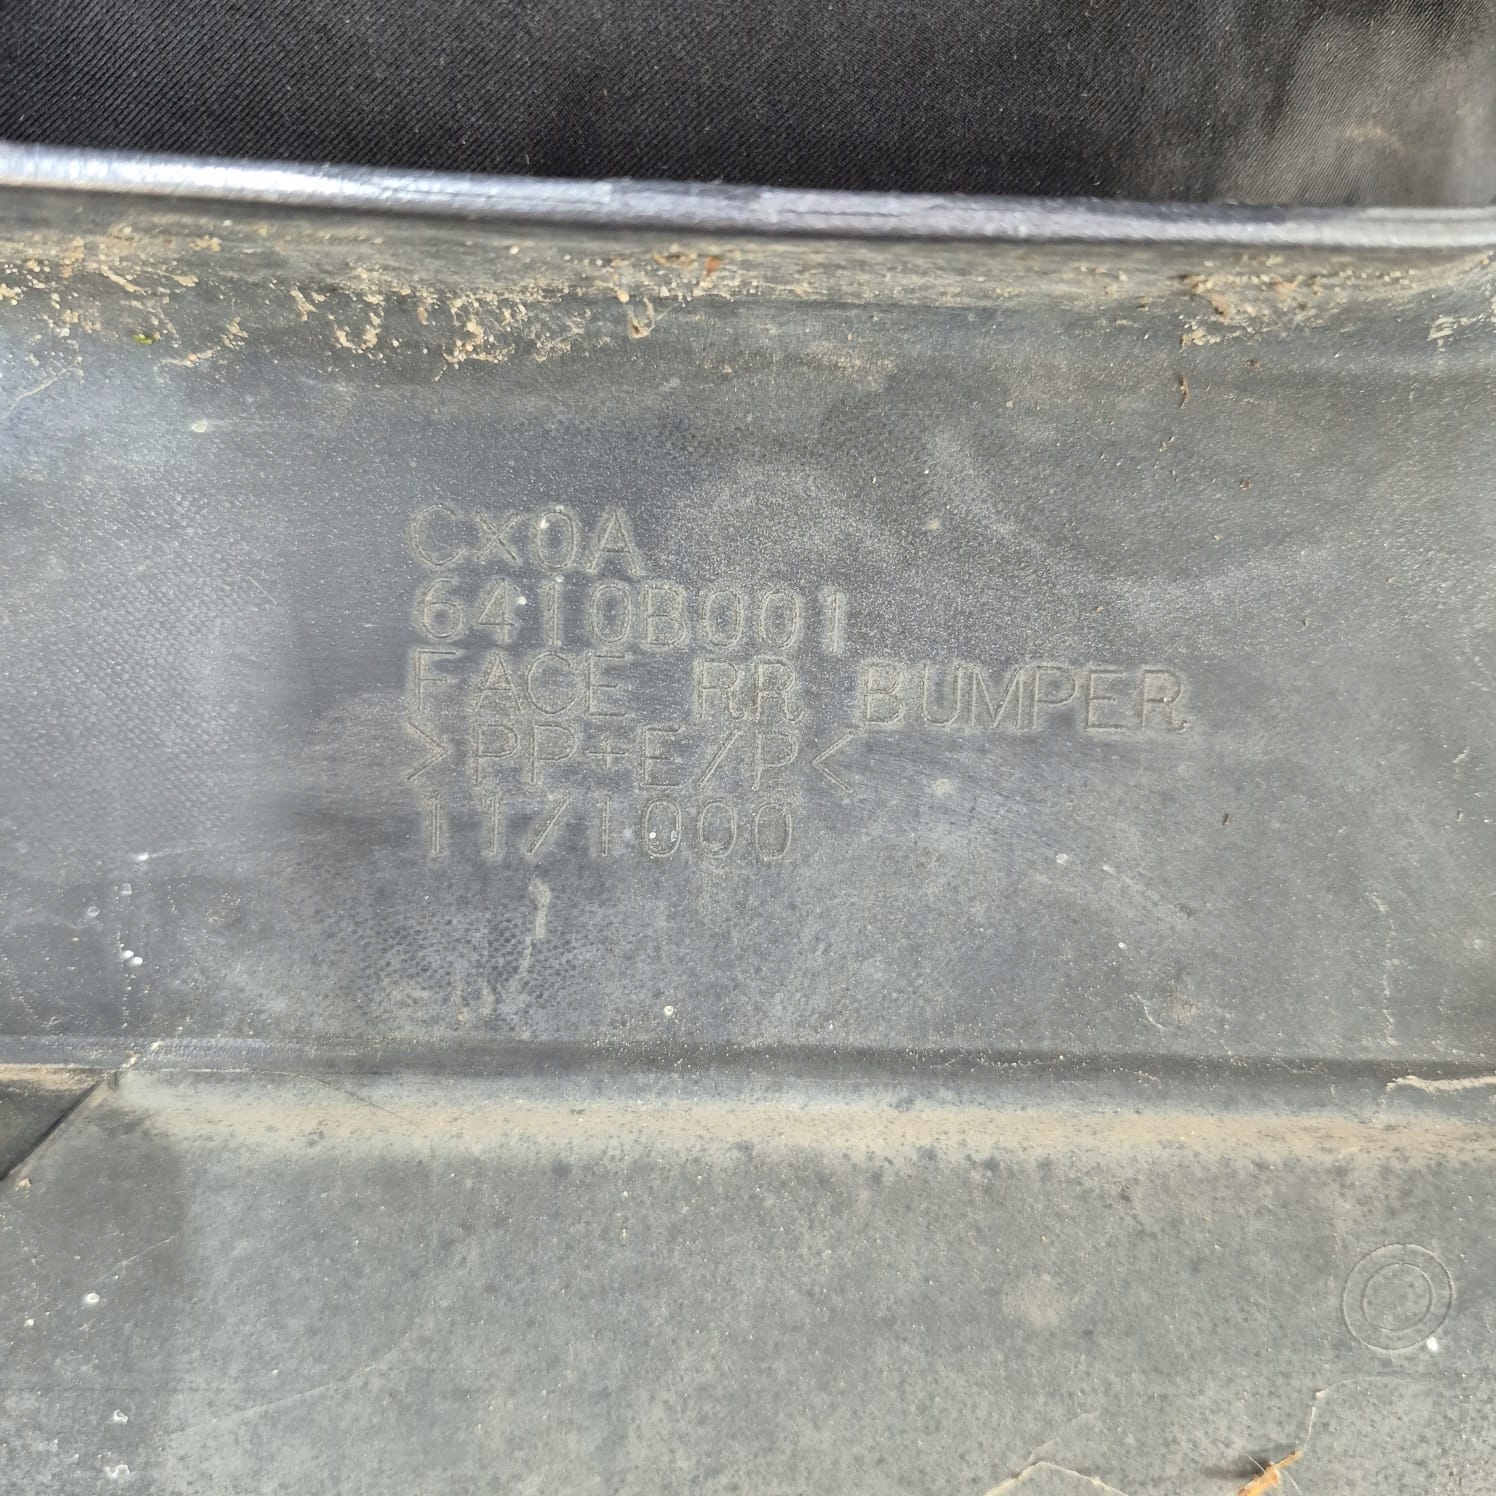 CX0A
6410B001
FACE RR BUMPER
>PP+E/P<
11/1000